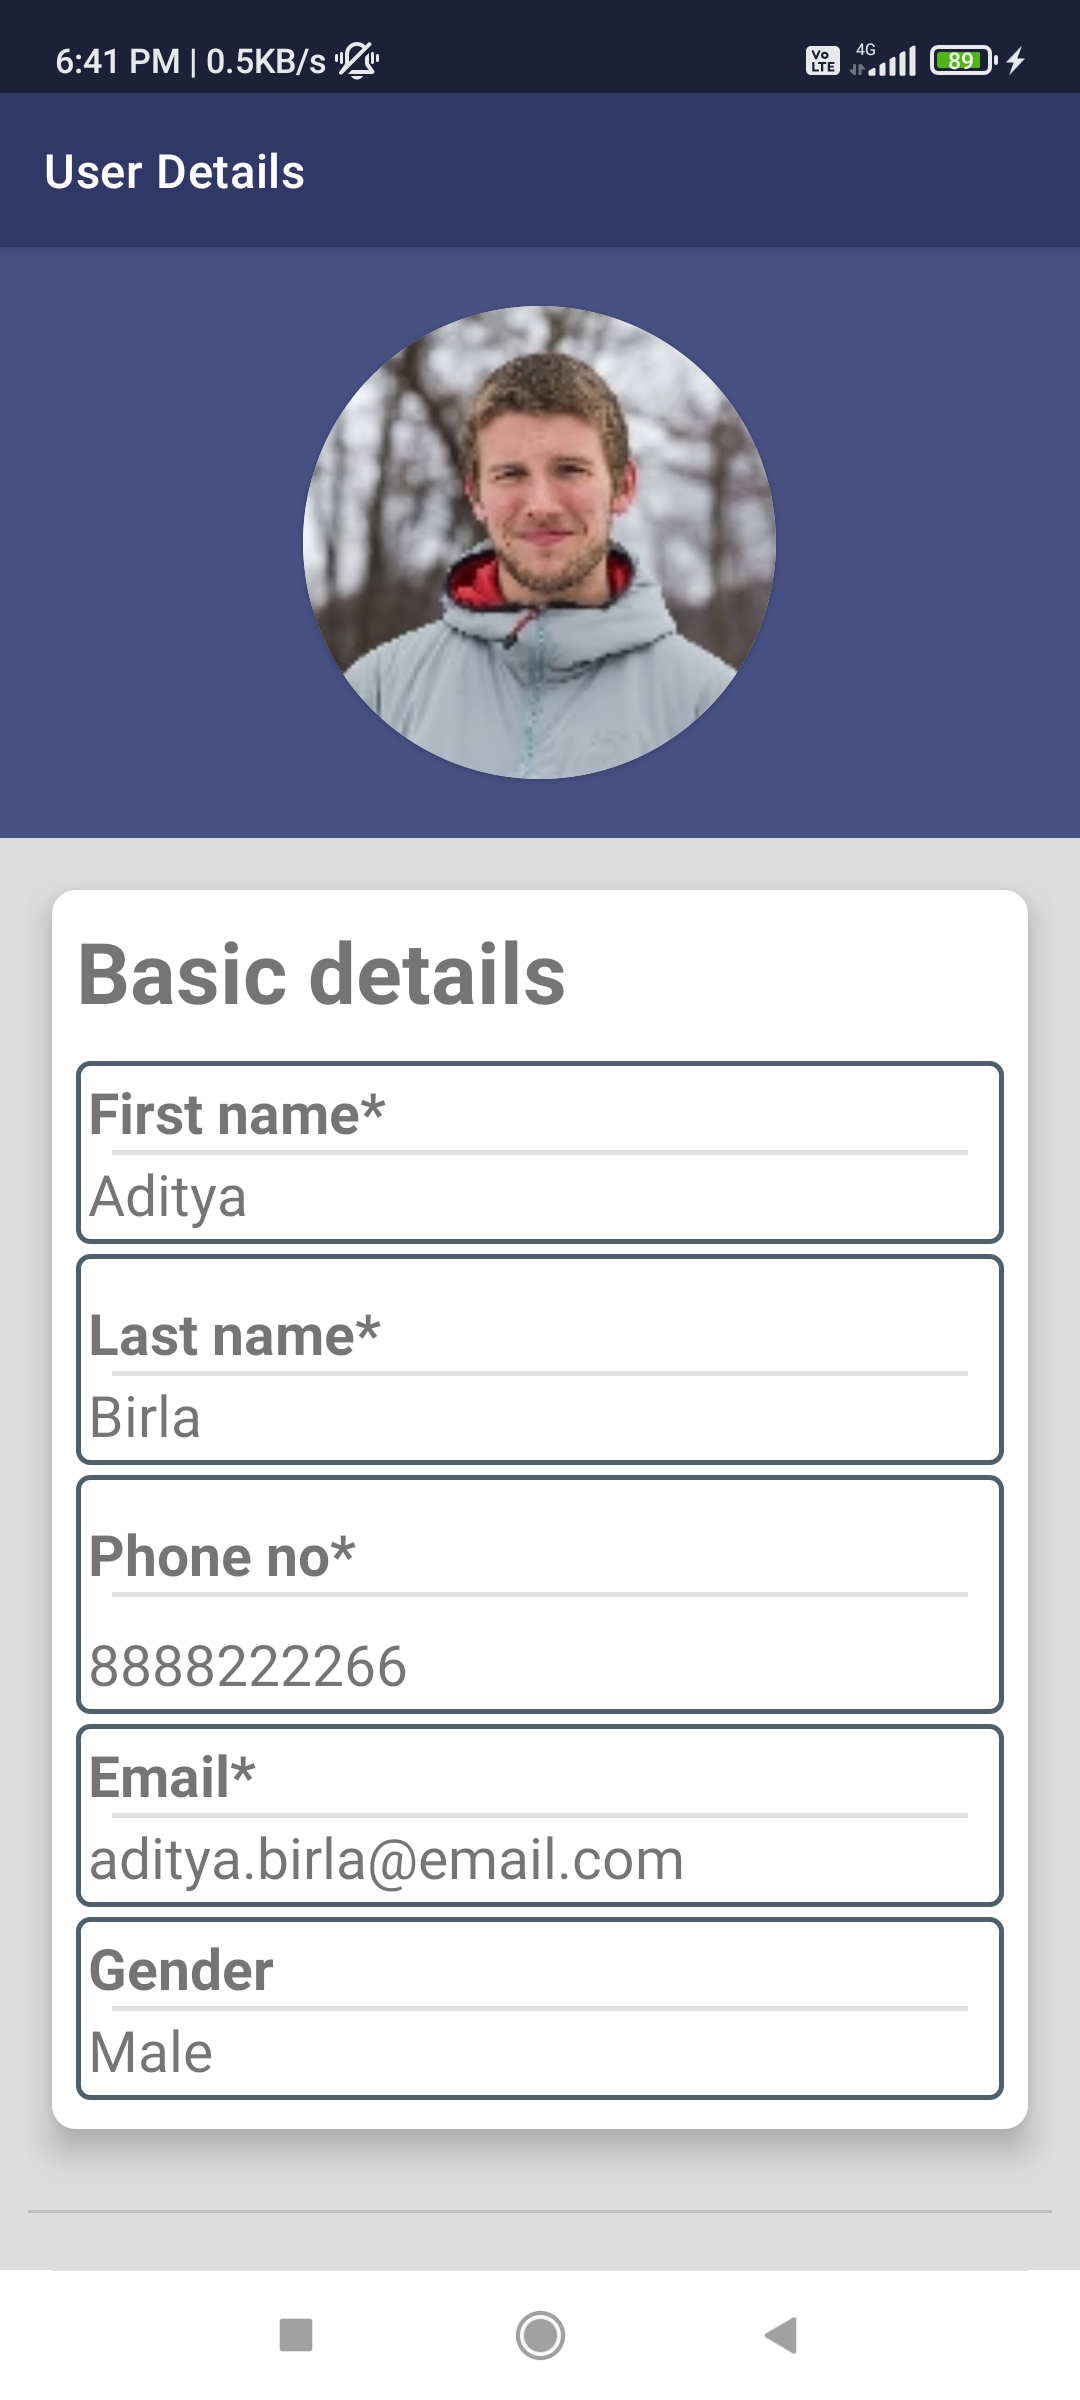 6:41 PM | 0.5KB/s Vo LTE 4G 89
User Details
Basic details
First name*
Aditya
Last name*
Birla
Phone no*
8888222266
Email*
aditya.birla@email.com
Gender
Male